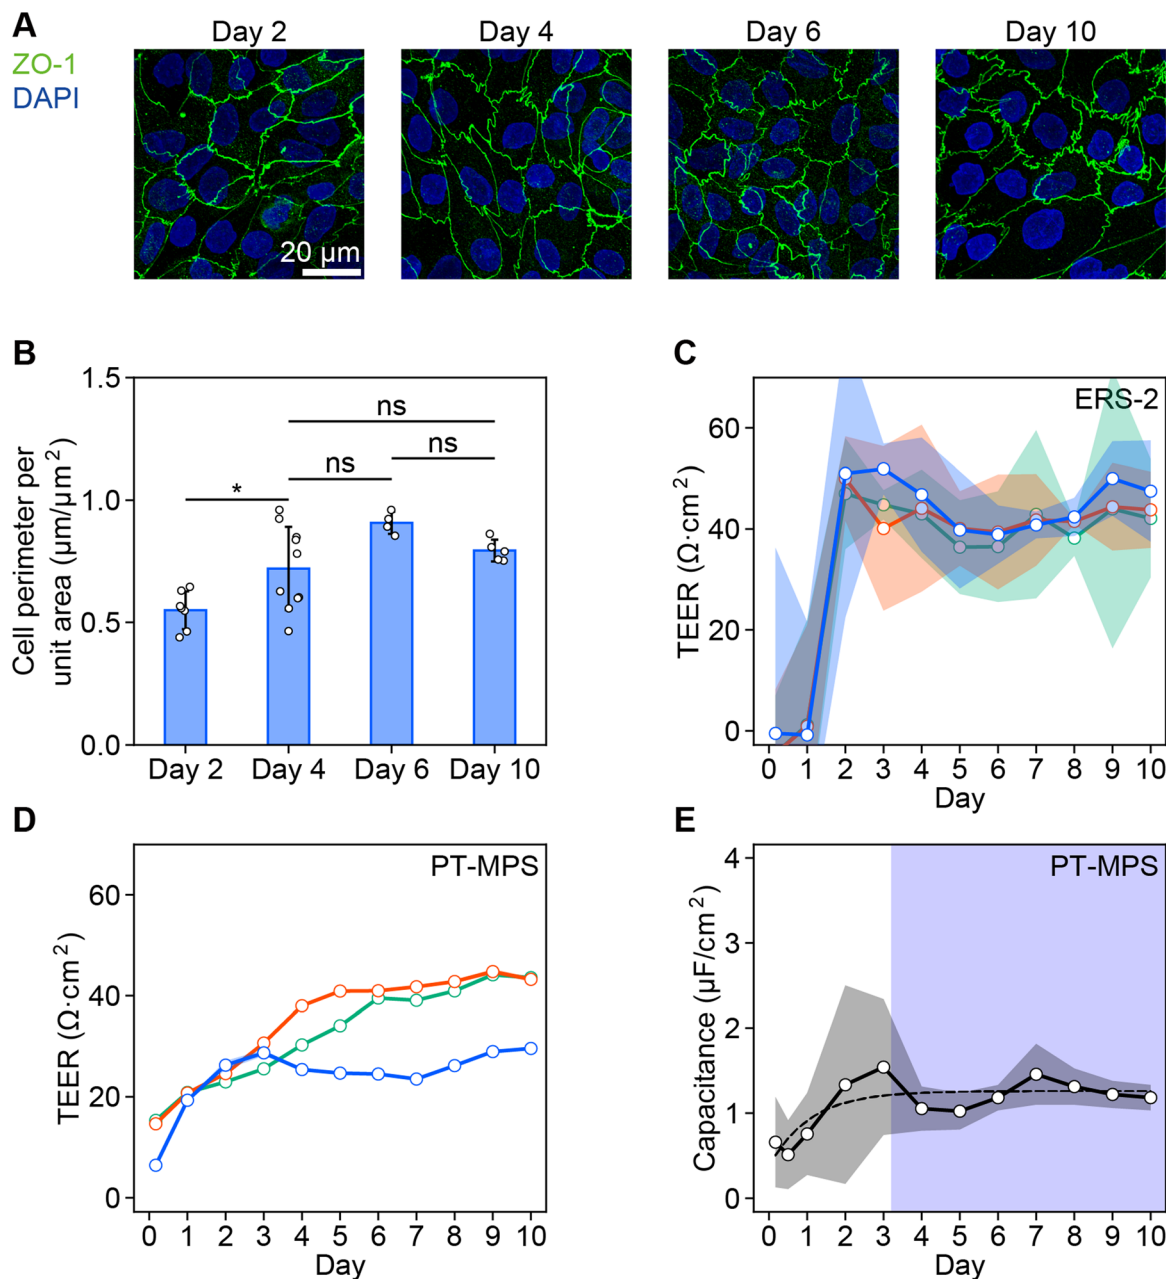 A
ZO-1
DAPI
Day 2
Day 4
Day 6
Day 10
20 µm
B
Cell perimeter per
unit area (µm/µm²)
1.5
1.0
0.5
0.0
*
ns
ns
ns
Day 2
Day 4
Day 6
Day 10
C
ERS-2
TEER (Ω·cm²)
60
40
20
0
0 1 2 3 4 5 6 7 8 9 10
Day
D
PT-MPS
TEER (Ω·cm²)
60
40
20
0
0 1 2 3 4 5 6 7 8 9 10
Day
E
PT-MPS
Capacitance (µF/cm²)
4
3
2
1
0
0 1 2 3 4 5 6 7 8 9 10
Day